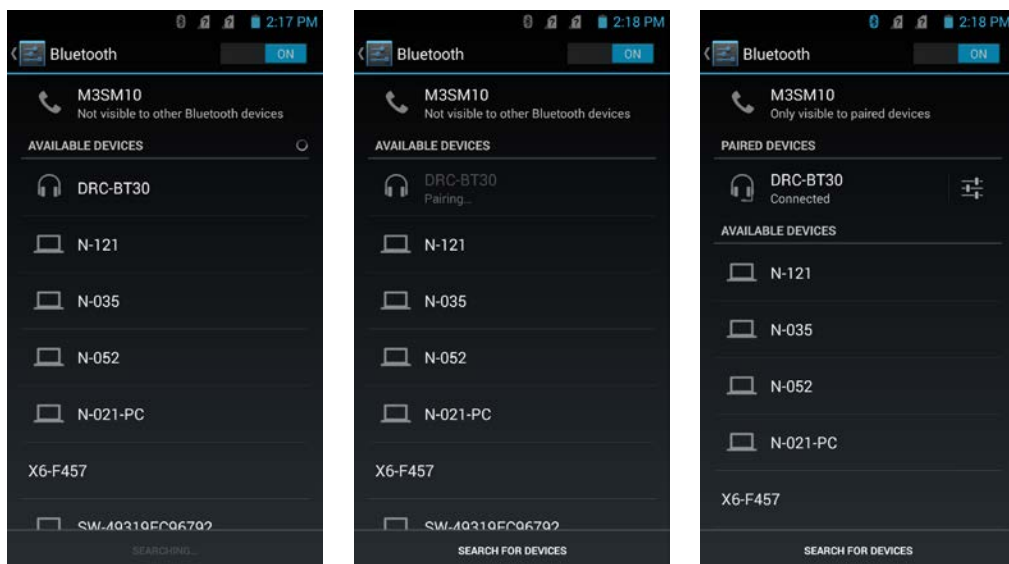 2:17 PM
Bluetooth
ON
M3SM10
Not visible to other Bluetooth devices
AVAILABLE DEVICES
DRC-BT30
N-121
N-035
N-052
N-021-PC
X6-F457
SW-49319FC96792
SEARCHING...
2:18 PM
Bluetooth
ON
M3SM10
Not visible to other Bluetooth devices
AVAILABLE DEVICES
DRC-BT30
Pairing...
N-121
N-035
N-052
N-021-PC
X6-F457
SW-49319FC96792
SEARCH FOR DEVICES
2:18 PM
Bluetooth
ON
M3SM10
Only visible to paired devices
PAIRED DEVICES
DRC-BT30
Connected
AVAILABLE DEVICES
N-121
N-035
N-052
N-021-PC
X6-F457
SEARCH FOR DEVICES